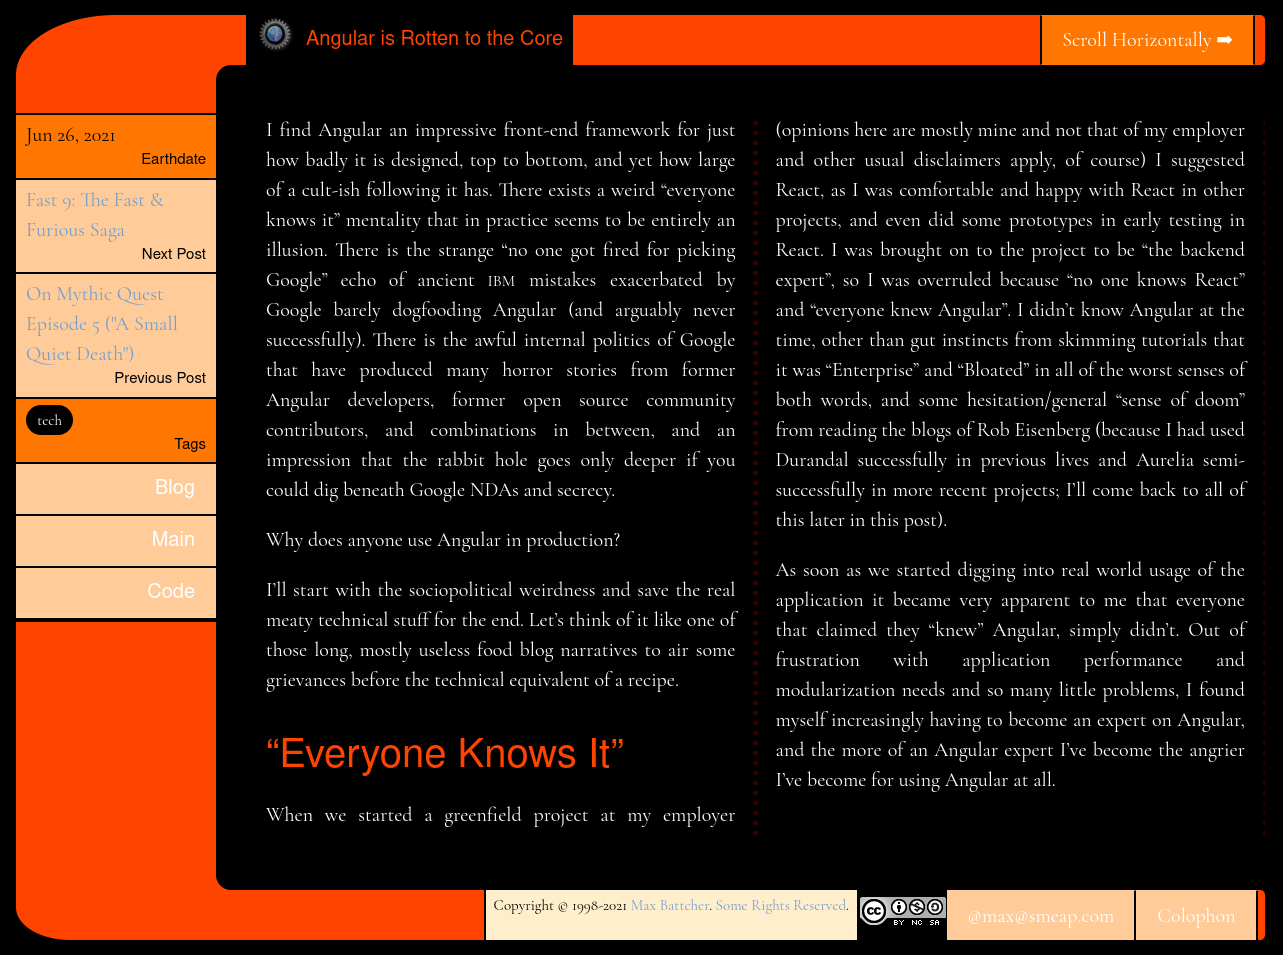 Angular is Rotten to the Core
Scroll Horizontally ➡
Jun 26, 2021
Earthdate
Fast 9: The Fast &
Furious Saga
Next Post
On Mythic Quest
Episode 5 ("A Small
Quiet Death")
Previous Post
tech
Tags
Blog
Main
Code
I find Angular an impressive front-end framework for just
how badly it is designed, top to bottom, and yet how large
of a cult-ish following it has. There exists a weird “everyone
knows it” mentality that in practice seems to be entirely an
illusion. There is the strange “no one got fired for picking
Google” echo of ancient IBM mistakes exacerbated by
Google barely dogfooding Angular (and arguably never
successfully). There is the awful internal politics of Google
that have produced many horror stories from former
Angular developers, former open source community
contributors, and combinations in between, and an
impression that the rabbit hole goes only deeper if you
could dig beneath Google NDAs and secrecy.
Why does anyone use Angular in production?
I’ll start with the sociopolitical weirdness and save the real
meaty technical stuff for the end. Let’s think of it like one of
those long, mostly useless food blog narratives to air some
grievances before the technical equivalent of a recipe.
“Everyone Knows It”
When we started a greenfield project at my employer
(opinions here are mostly mine and not that of my employer
and other usual disclaimers apply, of course) I suggested
React, as I was comfortable and happy with React in other
projects, and even did some prototypes in early testing in
React. I was brought on to the project to be “the backend
expert”, so I was overruled because “no one knows React”
and “everyone knew Angular”. I didn’t know Angular at the
time, other than gut instincts from skimming tutorials that
it was “Enterprise” and “Bloated” in all of the worst senses of
both words, and some hesitation/general “sense of doom”
from reading the blogs of Rob Eisenberg (because I had used
Durandal successfully in previous lives and Aurelia semi-
successfully in more recent projects; I’ll come back to all of
this later in this post).
As soon as we started digging into real world usage of the
application it became very apparent to me that everyone
that claimed they “knew” Angular, simply didn’t. Out of
frustration with application performance and
modularization needs and so many little problems, I found
myself increasingly having to become an expert on Angular,
and the more of an Angular expert I’ve become the angrier
I’ve become for using Angular at all.
Copyright © 1998-2021 Max Battcher. Some Rights Reserved.
cc BY NC SA
@max@smeap.com
Colophon